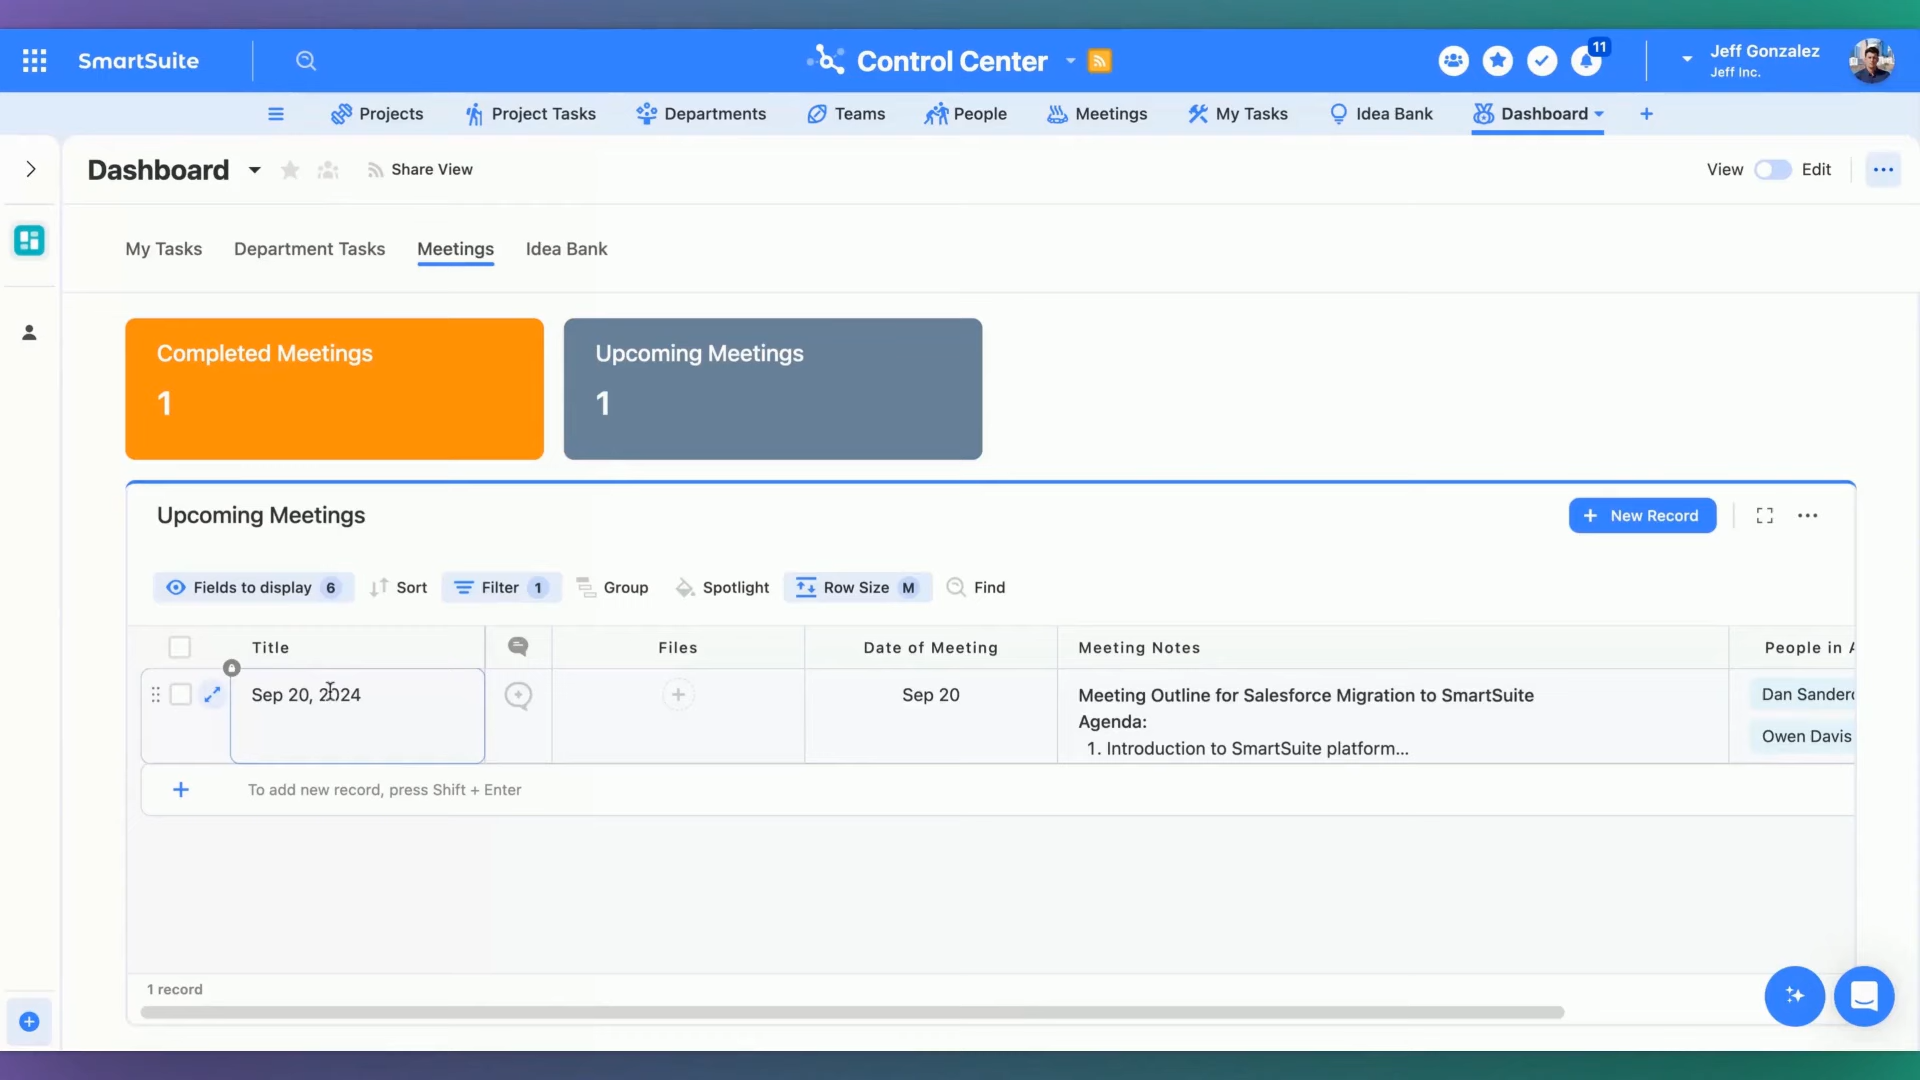 SmartSuite
Control Center
11
Jeff Gonzalez
Jeff Inc.
Projects
Project Tasks
Departments
Teams
People
Meetings
My Tasks
Idea Bank
Dashboard
Dashboard
Share View
View
Edit
My Tasks
Department Tasks
Meetings
Idea Bank
Completed Meetings
1
Upcoming Meetings
1
Upcoming Meetings
New Record
Fields to display 6
Sort
Filter 1
Group
Spotlight
Row Size M
Find
Title
Files
Date of Meeting
Meeting Notes
People in A
Sep 20, 2024
Sep 20
Meeting Outline for Salesforce Migration to SmartSuite
Agenda:
1. Introduction to SmartSuite platform...
Dan Sander
Owen Davis
To add new record, press Shift + Enter
1 record